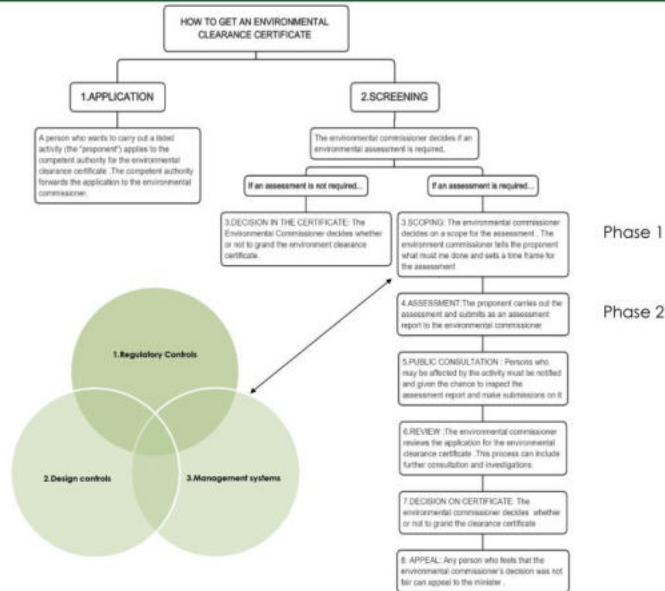 HOW TO GET AN ENVIRONMENTAL
CLEARANCE CERTIFICATE
1.APPLICATION
2.SCREENING
A person who wants to carry out a listed
activity (the "proponent") applies to the
competent authority for the environmental
clearance certificate .The competent authority
forwards the application to the environmental
commissioner.
The environmental commissioner decides if an
environmental assessment is required.
If an assessment is not required...
If an assessment is required...
3.DECISION IN THE CERTIFICATE: The
Environmental Commissioner decides whether
or not to grand the environment clearance
certificate.
3.SCOPING: The environmental commissioner
decides on a scope for the assessment . The
environment commissioner tells the proponent
what must me done and sets a time frame for
the assessment
Phase 1
4.ASSESSMENT:The proponent carries out the
assessment and submits as an assessment
report to the environmental commissioner
Phase 2
5.PUBLIC CONSULTATION : Persons who
may be affected by the activity must be notified
and given the chance to inspect the
assessment report and make submissions on it
6.REVIEW :The environmental commissioner
reviews the application for the environmental
clearance certificate .This process can include
further consultation and investigations
7.DECISION ON CERTIFICATE: The
environmental commissioner decides whether
or not to grand the clearance certificate
8. APPEAL: Any person who feels that the
environmental commissioner's decision was not
fair can appeal to the minister .
1.Regulatory Controls
2.Design controls
3.Management systems